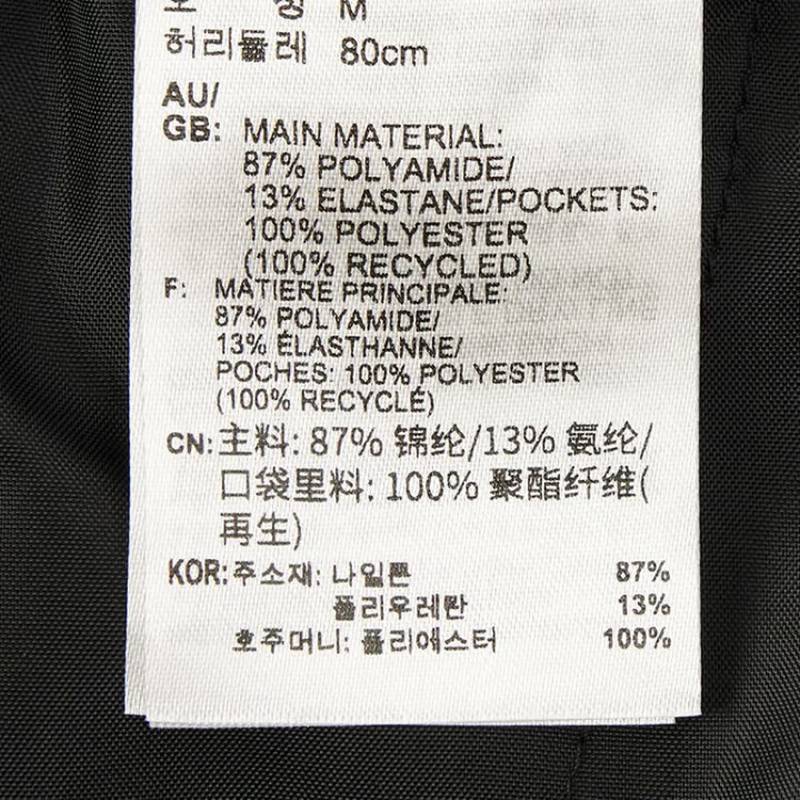 호 칭 M
허리둘레 80cm
AU/
GB: MAIN MATERIAL:
87% POLYAMIDE/
13% ELASTANE/POCKETS:
100% POLYESTER
(100% RECYCLED)
F: MATIERE PRINCIPALE:
87% POLYAMIDE/
13% ÉLASTHANNE/
POCHES: 100% POLYESTER
(100% RECYCLÉ)
CN: 主料: 87% 锦纶/13% 氨纶/
口袋里料: 100% 聚酯纤维(
再生)
KOR: 주소재: 나일론 87%
폴리우레탄 13%
호주머니: 폴리에스터 100%